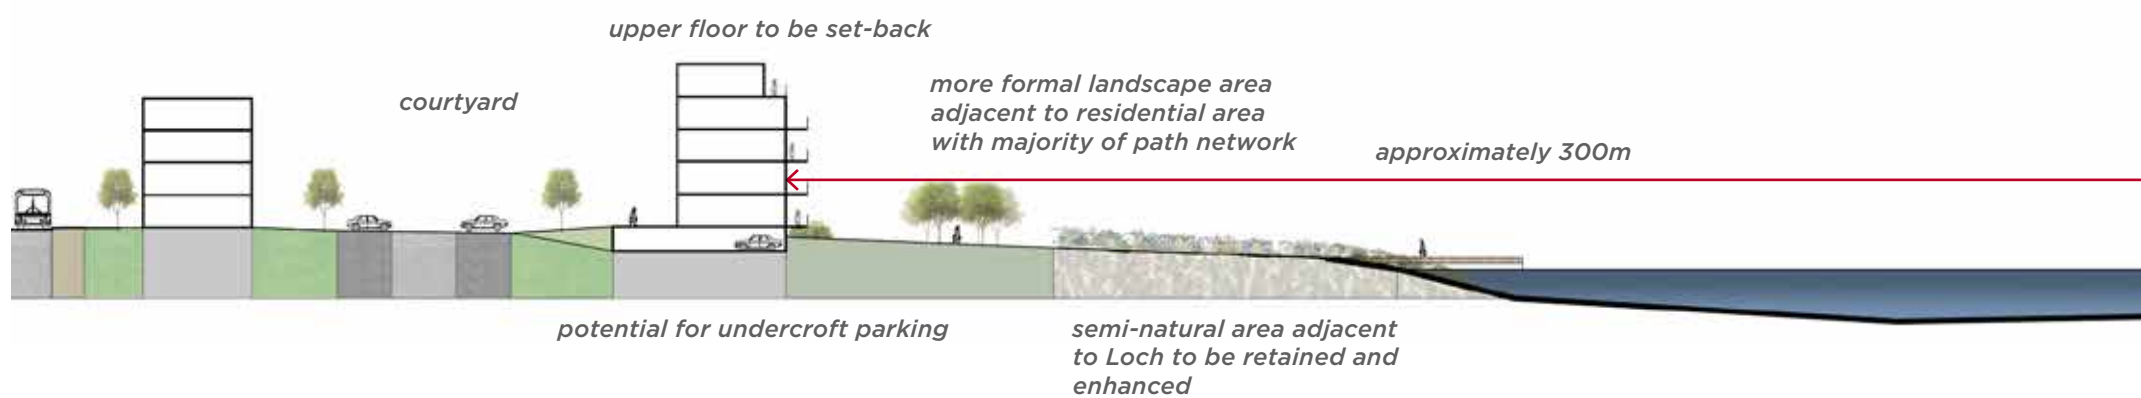 upper floor to be set-back
courtyard
more formal landscape area
adjacent to residential area
with majority of path network
approximately 300m
potential for undercroft parking
semi-natural area adjacent
to Loch to be retained and
enhanced